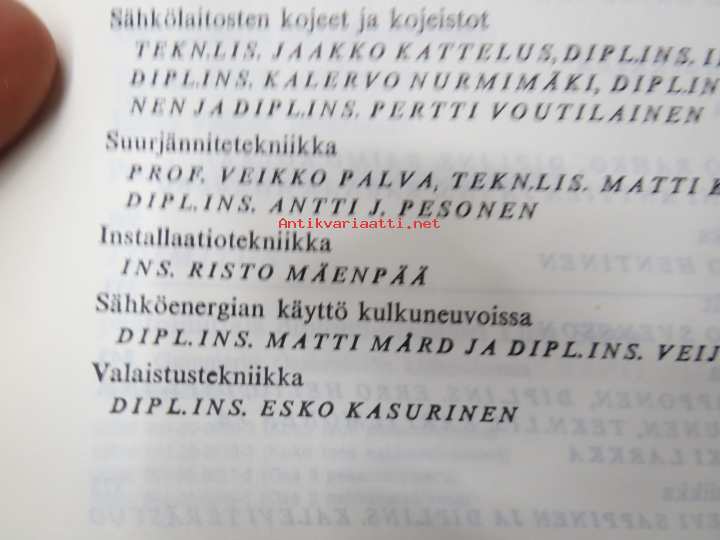 Sähkölaitosten kojeet ja kojeistot
TEKN.LIS. JAAKKO KATTELUS, DIPL.INS.
DIPL.INS. KALERVO NURMIMÄKI, DIPL.IN
NEN JA DIPL.INS. PERTTI VOUTILAINEN
Suurjännitetekniikka
PROF. VEIKKO PALVA, TEKN.LIS. MATTI K
DIPL.INS. ANTTI J. PESONEN
Antikvariaatti.net
Installaatiotekniikka
INS. RISTO MÄENPÄÄ
Sähköenergian käyttö kulkuneuvoissa
DIPL.INS. MATTI MÅRD JA DIPL.INS. VEIJ
Valaistustekniikka
DIPL.INS. ESKO KASURINEN